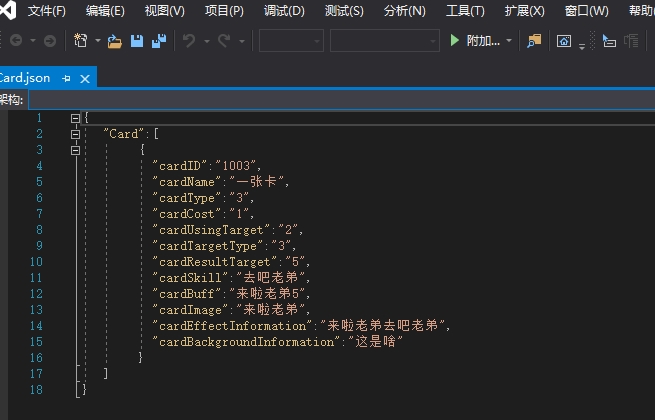 文件(F) 编辑(E) 视图(V) 项目(P) 调试(D) 测试(S) 分析(N) 工具(T) 扩展(X) 窗口(W) 帮助
附加...
Card.json
架构:
1 {
2 "Card":[
3 {
4 "cardID":"1003",
5 "cardName":"一张卡",
6 "cardType":"3",
7 "cardCost":"1",
8 "cardUsingTarget":"2",
9 "cardTargetType":"3",
10 "cardResultTarget":"5",
11 "cardSkill":"去吧老弟",
12 "cardBuff":"来啦老弟5",
13 "cardImage":"来啦老弟",
14 "cardEffectInformation":"来啦老弟去吧老弟",
15 "cardBackgroundInformation":"这是啥"
16 }
17 ]
18 }